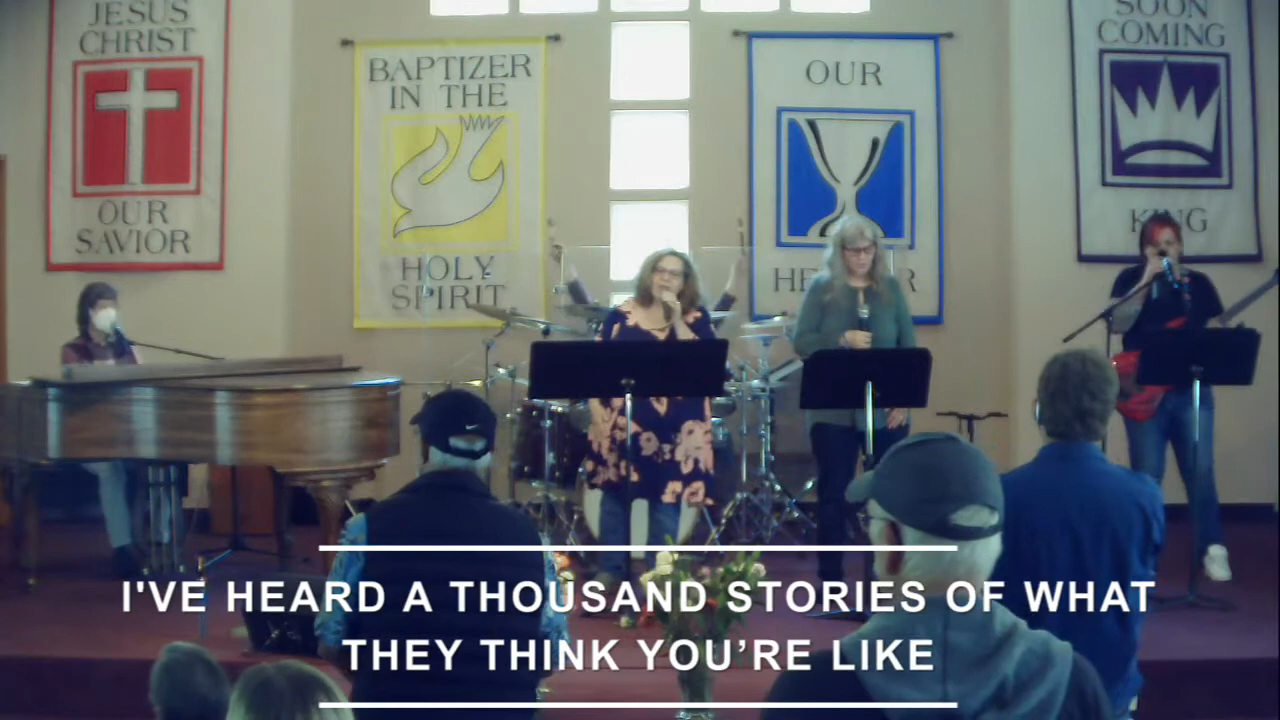 JESUS
CHRIST
OUR
SAVIOR
BAPTIZER
IN THE
HOLY
SPIRIT
OUR
SOON
COMING
KING
I'VE HEARD A THOUSAND STORIES OF WHAT
THEY THINK YOU’RE LIKE